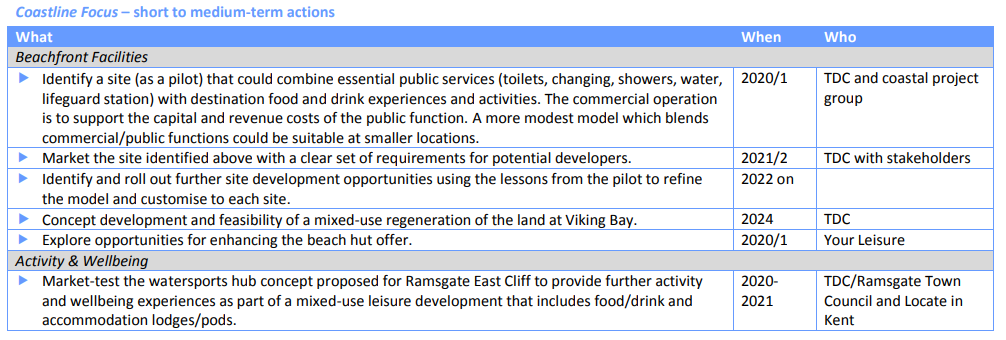 Coastline Focus – short to medium-term actions
What When Who
Beachfront Facilities
Identify a site (as a pilot) that could combine essential public services (toilets, changing, showers, water, 2020/1 TDC and coastal project
lifeguard station) with destination food and drink experiences and activities. The commercial operation group
is to support the capital and revenue costs of the public function. A more modest model which blends
commercial/public functions could be suitable at smaller locations.
Market the site identified above with a clear set of requirements for potential developers. 2021/2 TDC with stakeholders
Identify and roll out further site development opportunities using the lessons from the pilot to refine 2022 on
the model and customise to each site.
Concept development and feasibility of a mixed-use regeneration of the land at Viking Bay. 2024 TDC
Explore opportunities for enhancing the beach hut offer. 2020/1 Your Leisure
Activity & Wellbeing
Market-test the watersports hub concept proposed for Ramsgate East Cliff to provide further activity 2020- TDC/Ramsgate Town
and wellbeing experiences as part of a mixed-use leisure development that includes food/drink and 2021 Council and Locate in
accommodation lodges/pods. Kent